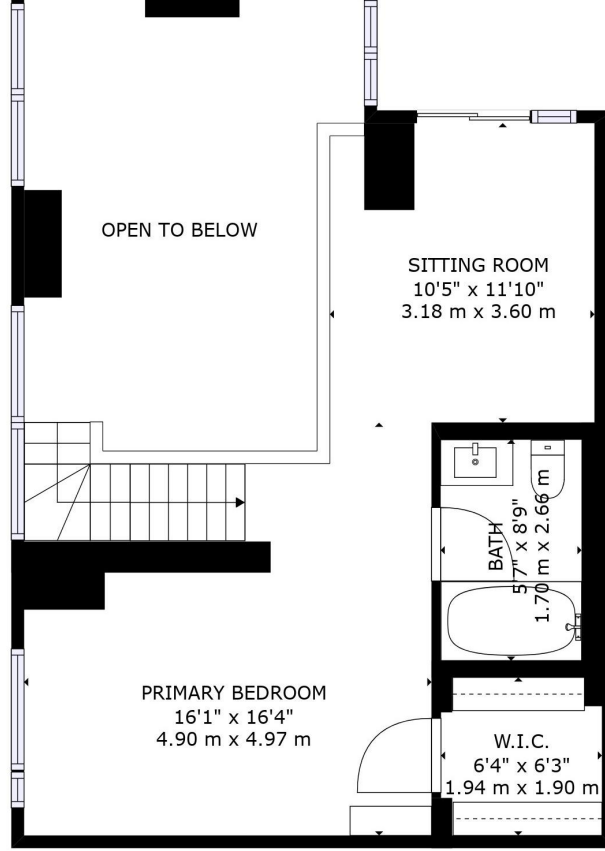 OPEN TO BELOW
SITTING ROOM
10'5" x 11'10"
3.18 m x 3.60 m
BATH
5'7" x 8'9"
1.70 m x 2.66 m
PRIMARY BEDROOM
16'1" x 16'4"
4.90 m x 4.97 m
W.I.C.
6'4" x 6'3"
1.94 m x 1.90 m